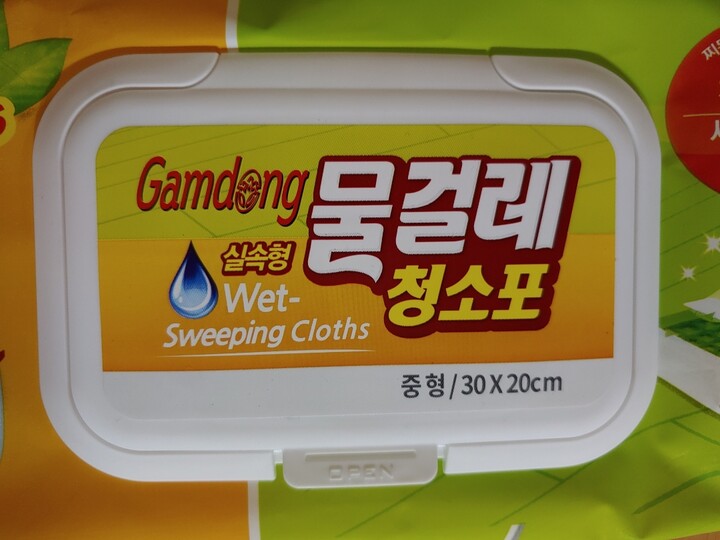 Gamdong
물걸레
실속형
청소포
Wet-
Sweeping Cloths
중형/30X20cm
OPEN